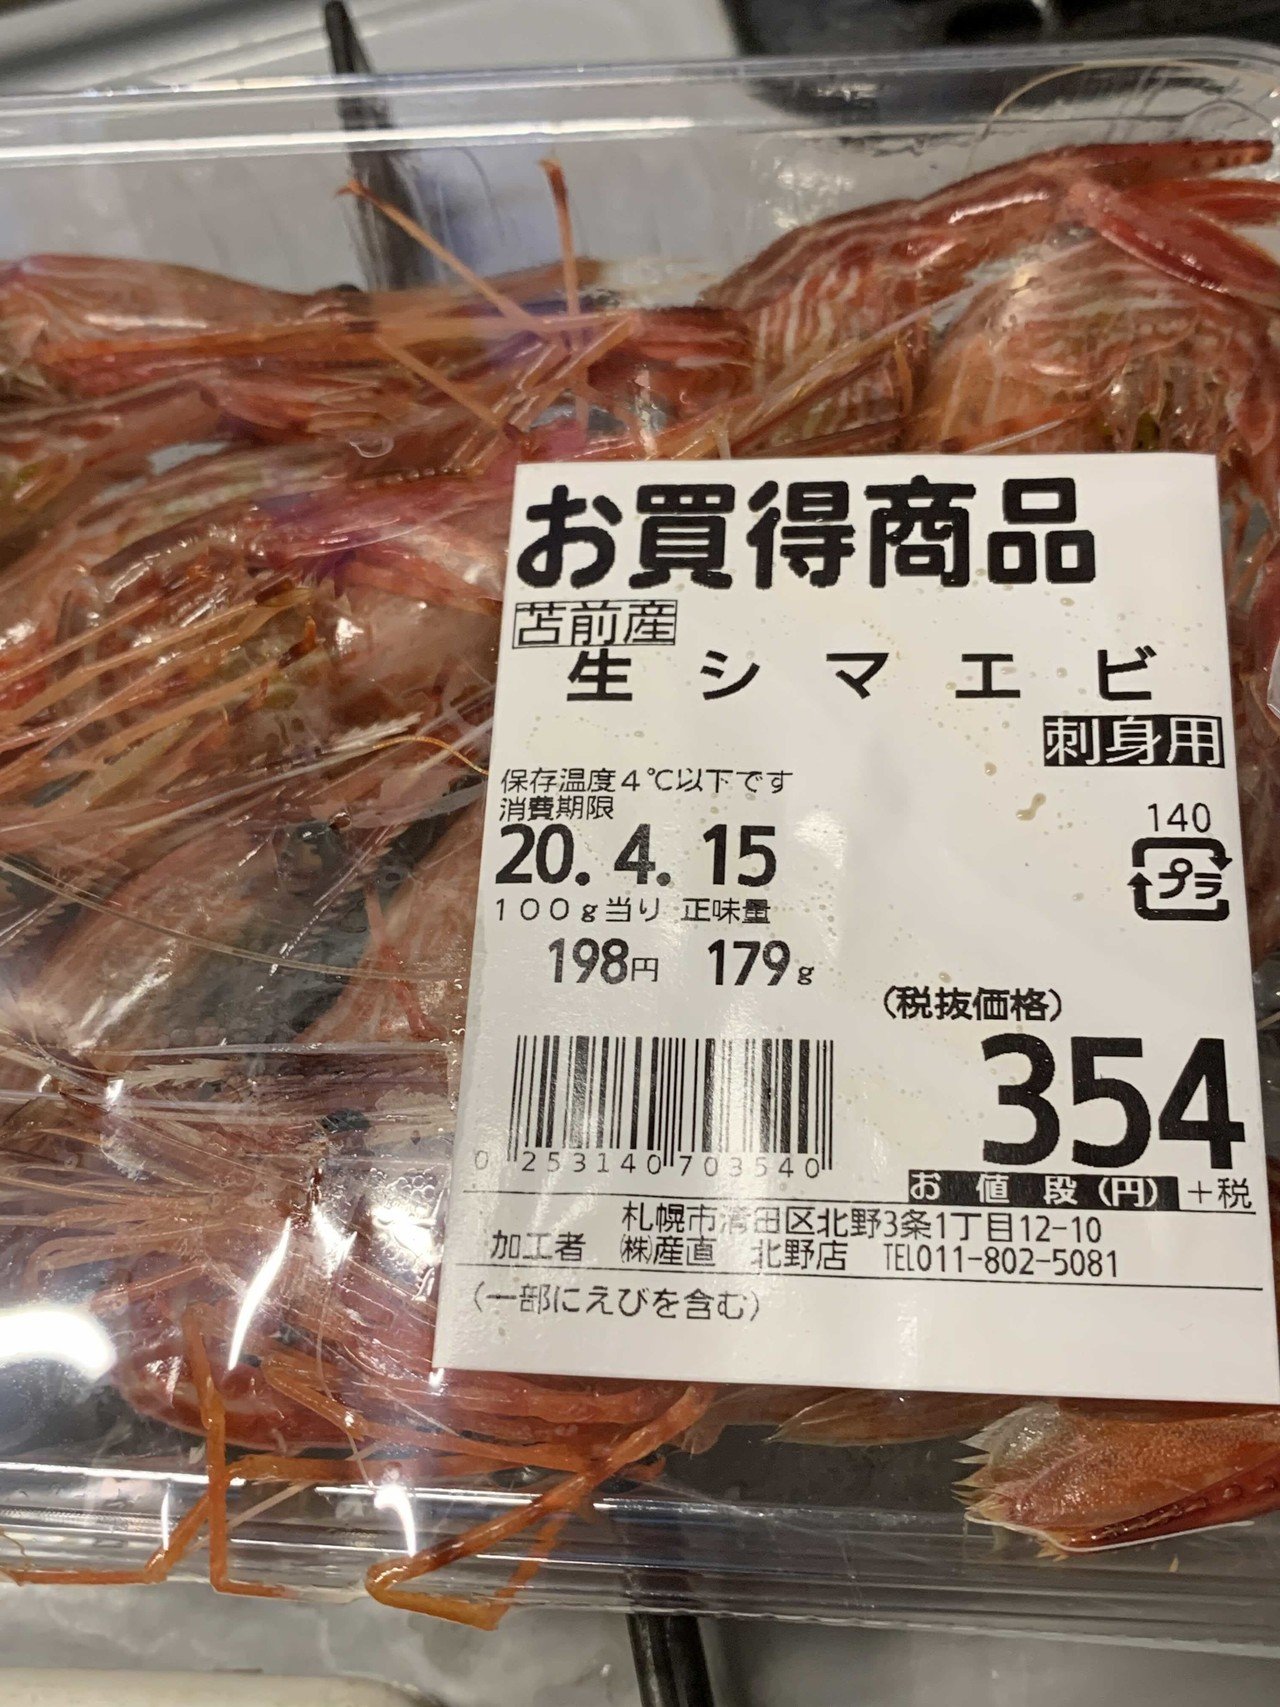 お買得商品
苫前産
生シマエビ
刺身用
保存温度4℃以下です
消費期限
20.4.15
140
プラ
100g当り 正味量
198円 179g
(税抜価格)
354
お値段(円) +税
0 253140 703540
札幌市清田区北野3条1丁目12-10
加工者 ㈱産直 北野店 TEL011-802-5081
(一部にえびを含む)